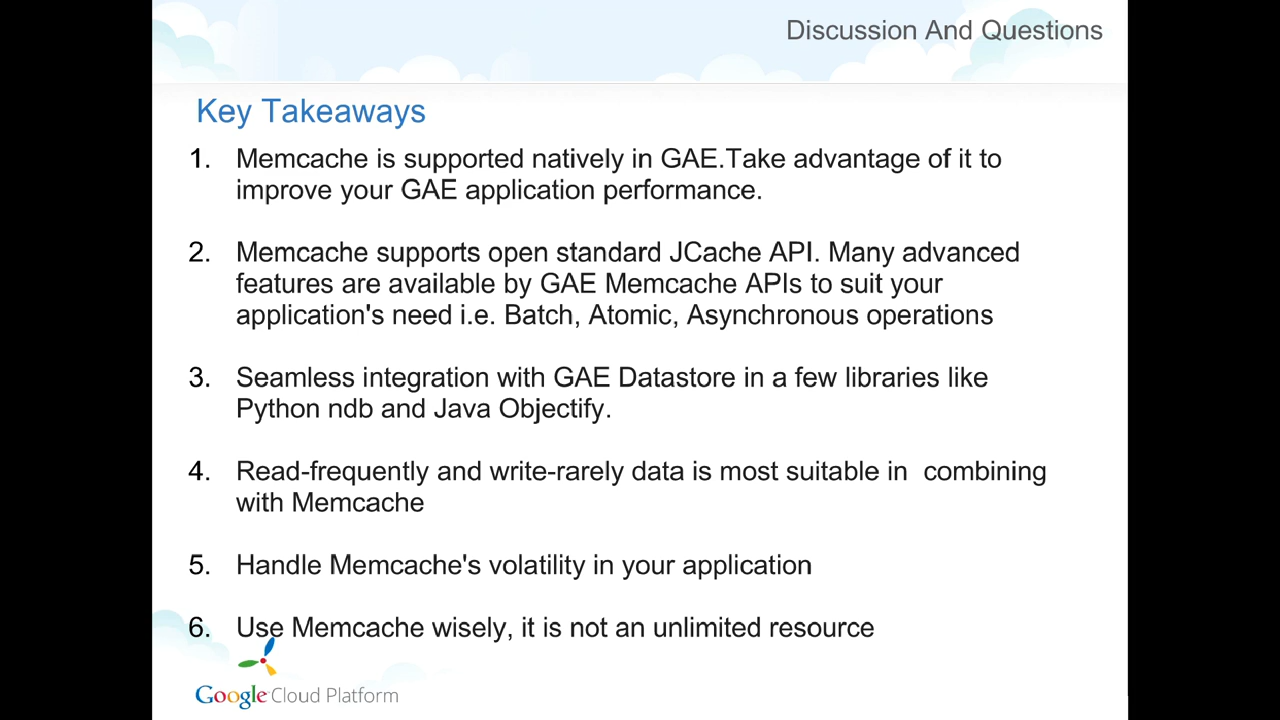 Discussion And Questions
Key Takeaways
1. Memcache is supported natively in GAE.Take advantage of it to
improve your GAE application performance.
2. Memcache supports open standard JCache API. Many advanced
features are available by GAE Memcache APIs to suit your
application's need i.e. Batch, Atomic, Asynchronous operations
3. Seamless integration with GAE Datastore in a few libraries like
Python ndb and Java Objectify.
4. Read-frequently and write-rarely data is most suitable in  combining
with Memcache
5. Handle Memcache's volatility in your application
6. Use Memcache wisely, it is not an unlimited resource
Google Cloud Platform